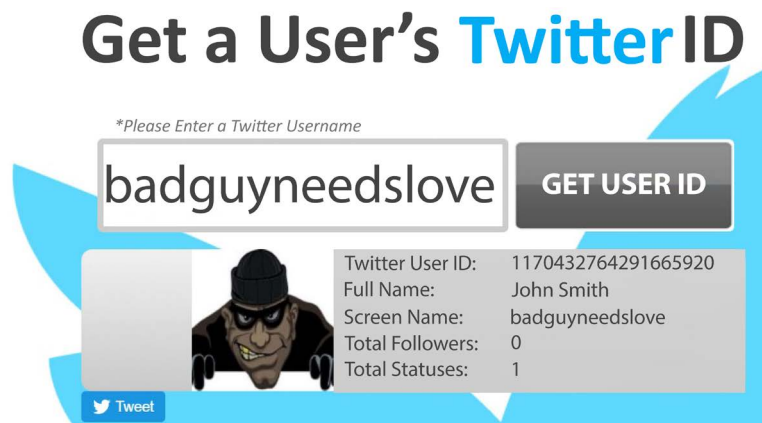 Get a User’s Twitter ID
*Please Enter a Twitter Username
badguyneedslove
GET USER ID
Twitter User ID: 1170432764291665920
Full Name: John Smith
Screen Name: badguyneedslove
Total Followers: 0
Total Statuses: 1
Tweet